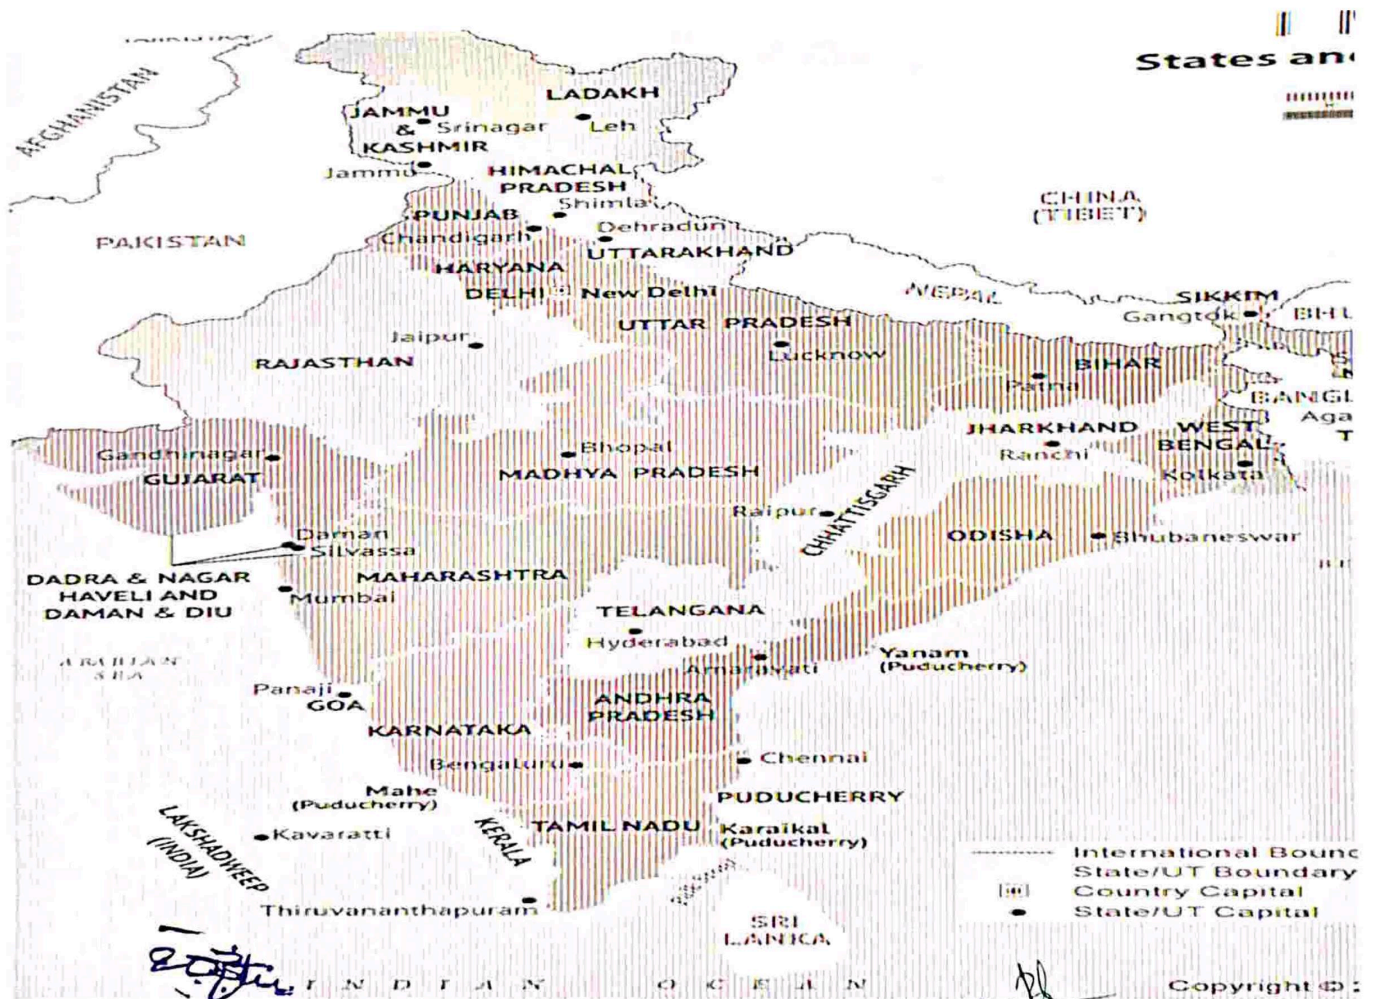 States an
AFGHANISTAN
LADAKH
JAMMU
&
KASHMIR
Srinagar
Leh
Jammu
HIMACHAL
PRADESH
Shimla
CHINA
(TIBET)
PAKISTAN
PUNJAB
Chandigarh
Dehradun
UTTARAKHAND
HARYANA
DELHI
New Delhi
NEPAL
SIKKIM
Gangtok
BHU
UTTAR PRADESH
Lucknow
Jaipur
RAJASTHAN
BIHAR
Patna
BANGL
Aga
T
JHARKHAND
Ranchi
WEST
BENGAL
Kolkata
Gandhinagar
GUJARAT
Bhopal
MADHYA PRADESH
Raipur
CHHATTISGARH
ODISHA
Bhubaneswar
Daman
Silvassa
DADRA & NAGAR
HAVELI AND
DAMAN & DIU
MAHARASHTRA
Mumbai
TELANGANA
Hyderabad
Amaravati
Yanam
(Puducherry)
ARABIAN
SEA
Panaji
GOA
ANDHRA
PRADESH
KARNATAKA
Bengaluru
Chennai
Mahe
(Puducherry)
PUDUCHERRY
LAKSHADWEEP
(INDIA)
Kavaratti
KERALA
TAMIL NADU
Karaikal
(Puducherry)
Thiruvananthapuram
SRI
LANKA
International Bounc
State/UT Boundary
Country Capital
State/UT Capital
INDIAN OCEAN
Copyright ©